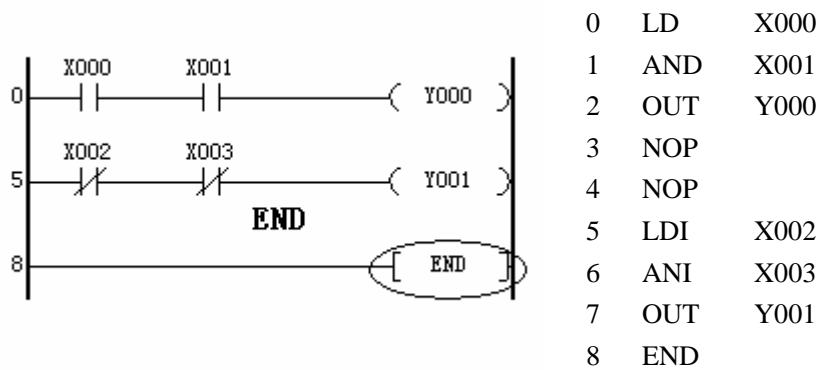 X000 X001
0 Y000
X002 X003
5 Y001
END
8 END
0 LD X000
1 AND X001
2 OUT Y000
3 NOP
4 NOP
5 LDI X002
6 ANI X003
7 OUT Y001
8 END